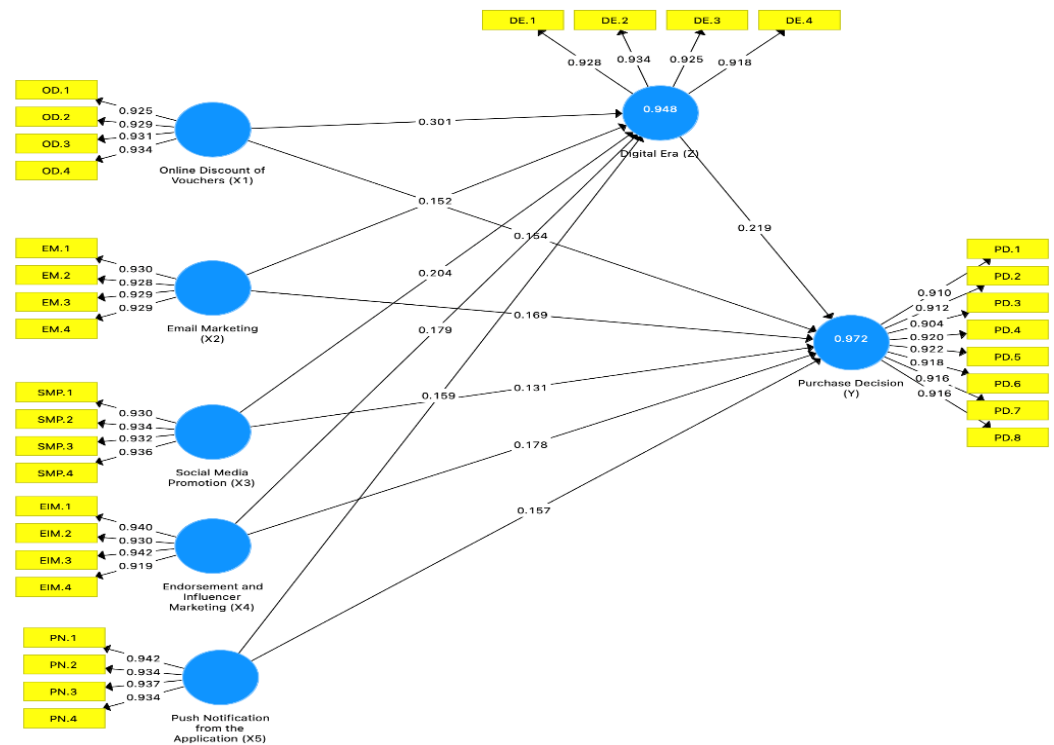 DE.1
DE.2
DE.3
DE.4
0.928
0.934
0.925
0.918
0.948
Digital Era (Z)
OD.1
OD.2
OD.3
OD.4
0.925
0.929
0.931
0.934
Online Discount of
Vouchers (X1)
0.301
0.152
0.154
0.219
EM.1
EM.2
EM.3
EM.4
0.930
0.928
0.929
0.929
Email Marketing
(X2)
0.204
0.169
0.179
PD.1
PD.2
PD.3
PD.4
PD.5
PD.6
PD.7
PD.8
0.910
0.912
0.904
0.920
0.922
0.918
0.916
0.916
0.972
Purchase Decision
(Y)
SMP.1
SMP.2
SMP.3
SMP.4
0.930
0.934
0.932
0.936
Social Media
Promotion (X3)
0.131
0.159
0.178
EIM.1
EIM.2
EIM.3
EIM.4
0.940
0.930
0.942
0.919
Endorsement and
Influencer
Marketing (X4)
0.157
PN.1
PN.2
PN.3
PN.4
0.942
0.934
0.937
0.934
Push Notification
from the
Application (X5)